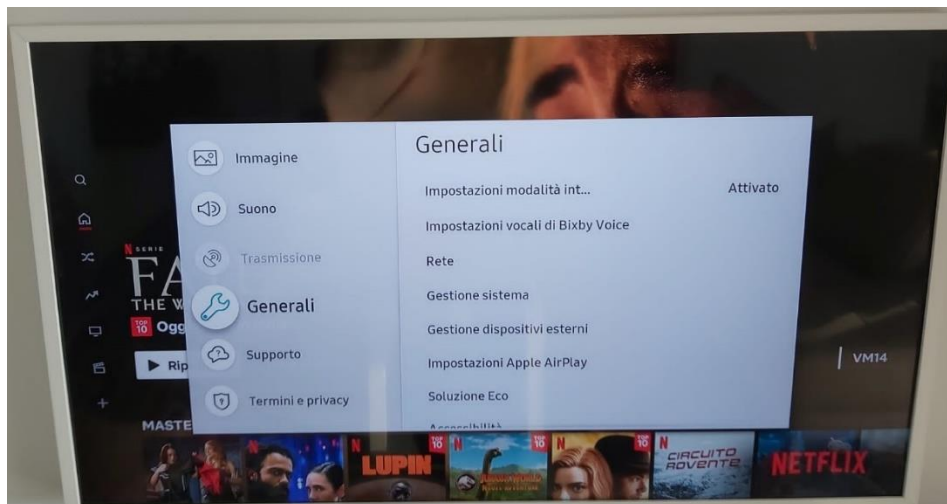 Immagine
Suono
Trasmissione
Generali
Supporto
Termini e privacy
Generali
Impostazioni modalità int... Attivato
Impostazioni vocali di Bixby Voice
Rete
Gestione sistema
Gestione dispositivi esterni
Impostazioni Apple AirPlay
Soluzione Eco
Accessibilità
N SERIE
FA
THE W
TOP 10 Ogg
Rip
VM14
MASTE
N
N
LUPIN
TOP 10
N
N
TOP 10
N
CIRCUITO ROVENTE
NETFLIX